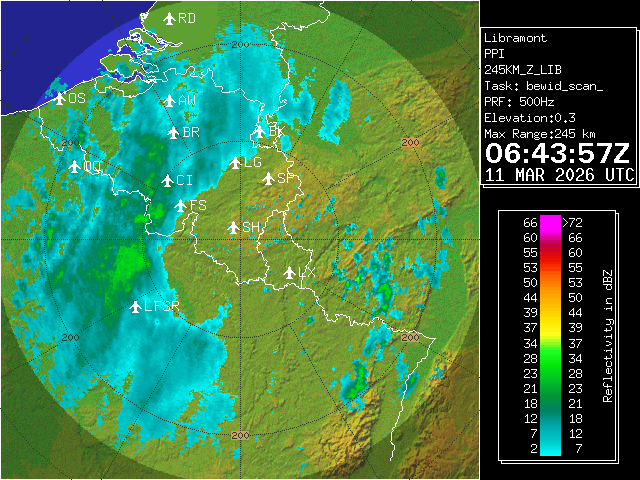 RD
200
OS
AW
BR
BK
200
OO
LG
CI
SP
FS
SH
LX
LFSR
200
200
200
Libramont
PPI
245KM_Z_LIB
Task: bewid_scan_
PRF: 500Hz
Elevation:0.3
Max Range:245 km
06:43:57Z
11 MAR 2026 UTC
66 >72
60 66
55 60
53 55
50 53
44 50
39 44
37 39
34 37
28 34
23 28
21 23
18 21
12 18
7 12
2 7
Reflectivity in dBZ